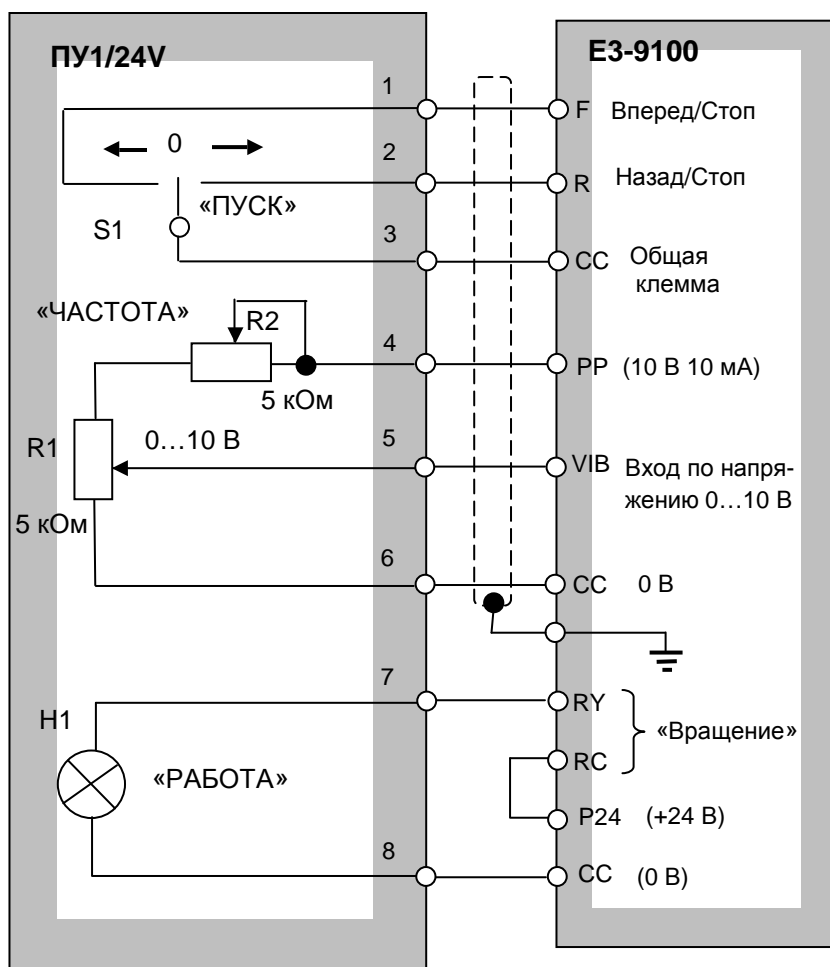 ПУ1/24V
E3-9100
1
F Вперед/Стоп
0
2
R Назад/Стоп
«ПУСК»
S1
3
CC Общая
клемма
«ЧАСТОТА»
R2
4
PP (10 В 10 мА)
5 кОм
R1
0…10 В
5
VIB Вход по напря-
жению 0…10 В
5 кОм
6
CC 0 В
7
RY
H1
«Вращение»
RC
«РАБОТА»
P24 (+24 В)
8
CC (0 В)